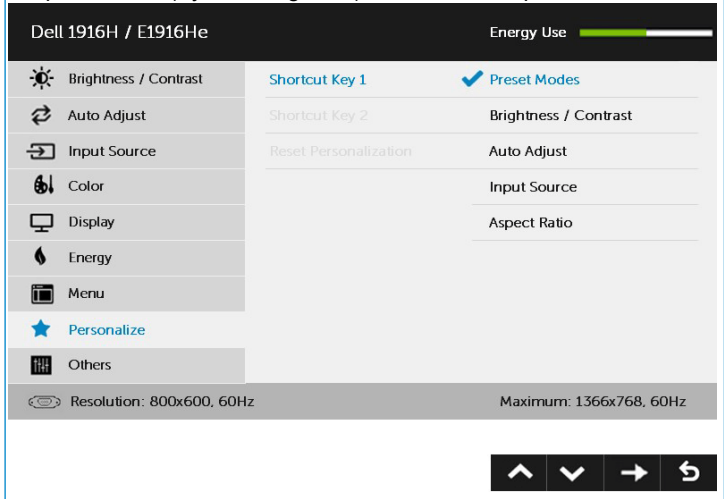 Dell 1916H / E1916He Energy Use
Brightness / Contrast Shortcut Key 1 Preset Modes
Auto Adjust Shortcut Key 2 Brightness / Contrast
Input Source Reset Personalization Auto Adjust
Color Input Source
Display Aspect Ratio
Energy
Menu
Personalize
Others
Resolution: 800x600, 60Hz Maximum: 1366x768, 60Hz